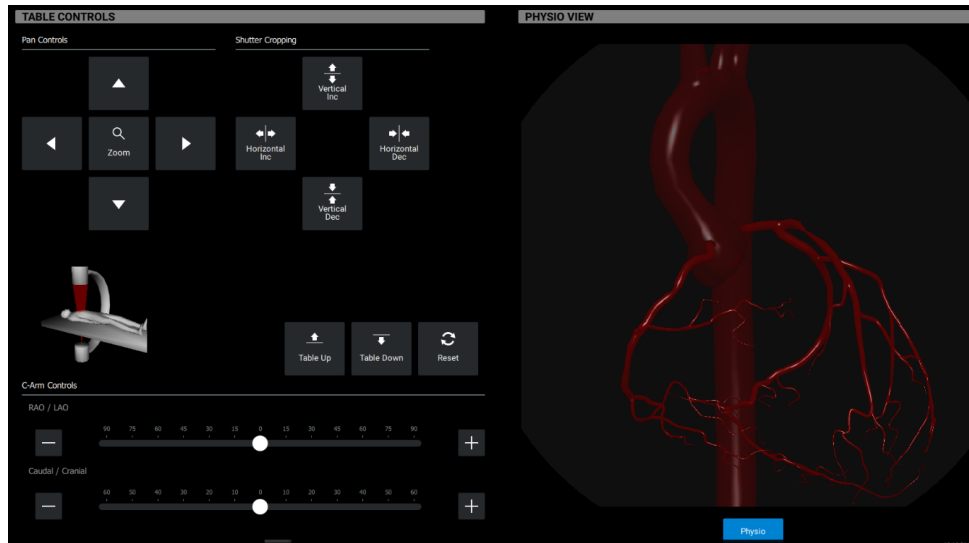 TABLE CONTROLS
Pan Controls
Shutter Cropping
Zoom
Vertical
Inc
Horizontal
Inc
Horizontal
Dec
Vertical
Dec
Table Up
Table Down
Reset
C-Arm Controls
RAO / LAO
90 75 60 45 30 15 0 15 30 45 60 75 90
Caudal / Cranial
60 50 40 30 20 10 0 10 20 30 40 50 60
PHYSIO VIEW
Physio